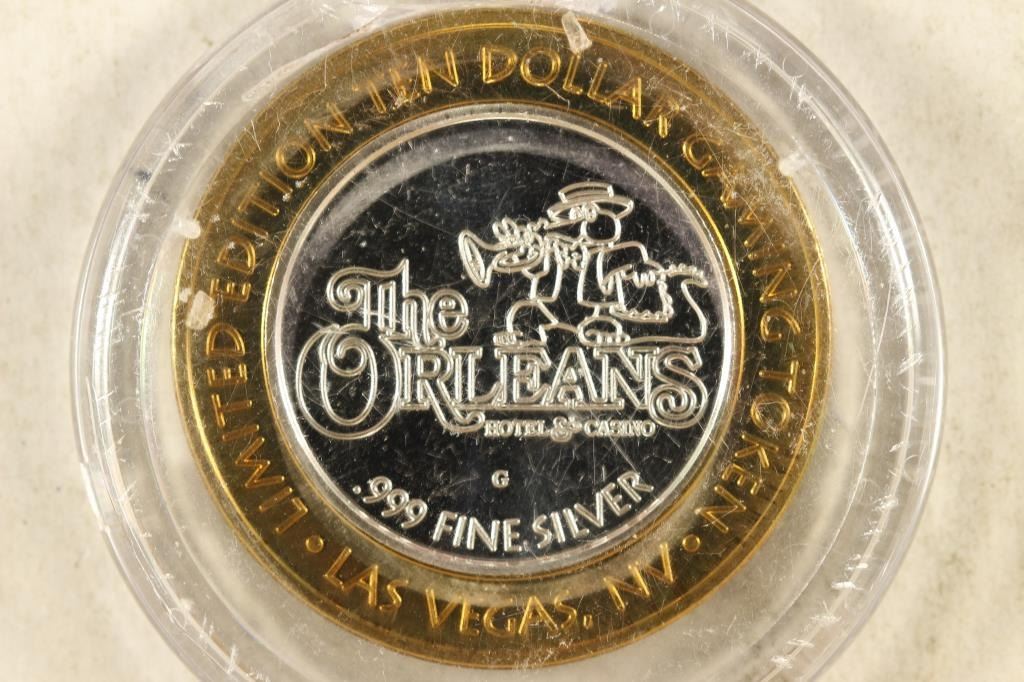 LIMITED EDITION TEN DOLLAR GAMING TOKEN
The
ORLEANS
HOTEL & CASINO
G
.999 FINE SILVER
• LAS VEGAS, NV •